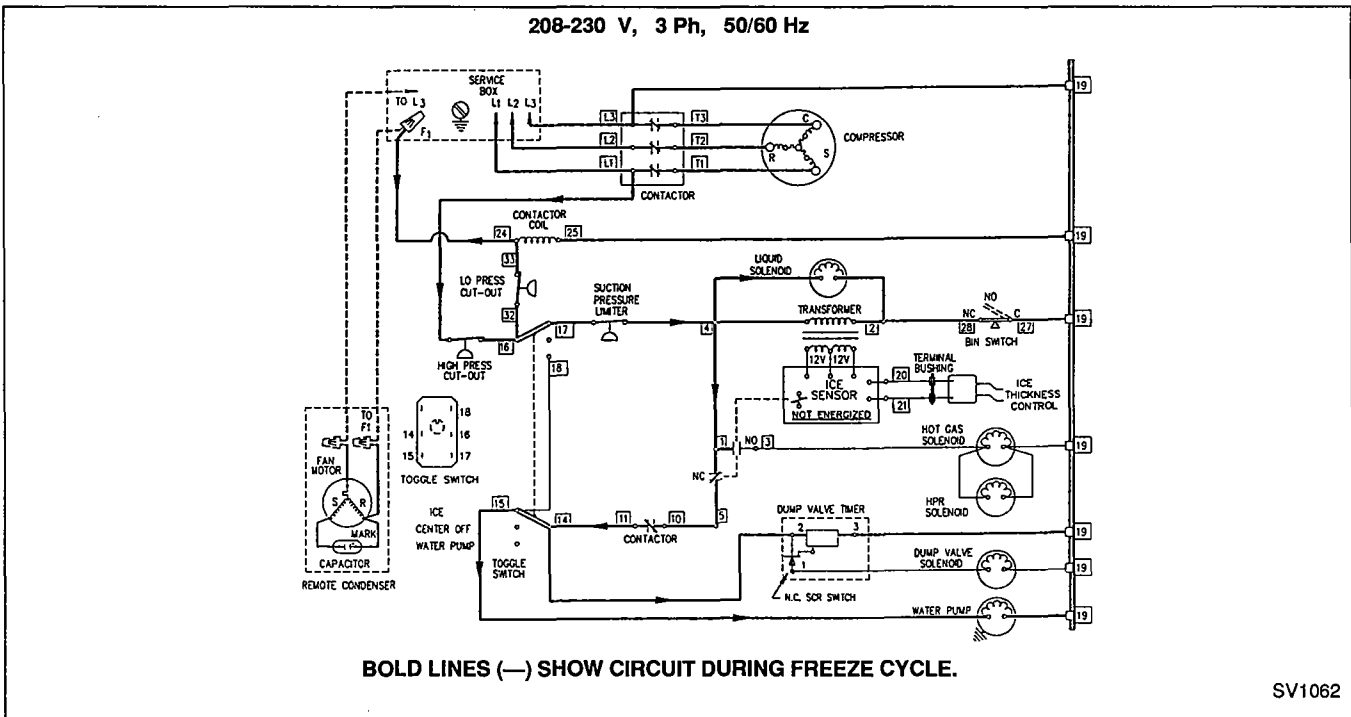 208-230 V, 3 Ph, 50/60 Hz
SERVICE
BOX
TO L3
F1
L1 L2 L3
19
L3
T3
C
L2
T2
R
S
COMPRESSOR
L1
T1
CONTACTOR
CONTACTOR
COIL
24
25
19
33
LO PRESS
CUT-OUT
32
SUCTION
PRESSURE
LIMITER
LIQUID
SOLENOID
TRANSFORMER
NO
NC
C
16
17
4
2
28
27
19
BIN SWITCH
HIGH PRESS
CUT-OUT
18
12V
12V
TERMINAL
BUSHING
ICE
SENSOR
NOT ENERGIZED
20
21
ICE
THICKNESS
CONTROL
TO
F1
FAN
MOTOR
S
R
MARK
CAPACITOR
REMOTE CONDENSER
18
14
16
15
17
TOGGLE SWITCH
1
NO
3
NC
HOT GAS
SOLENOID
19
HPR
SOLENOID
15
ICE
CENTER OFF
WATER PUMP
14
11
10
5
CONTACTOR
TOGGLE
SWITCH
DUMP VALVE TIMER
2
3
1
19
N.C. SCR SWITCH
DUMP VALVE
SOLENOID
19
WATER PUMP
19
BOLD LINES (—) SHOW CIRCUIT DURING FREEZE CYCLE.
SV1062